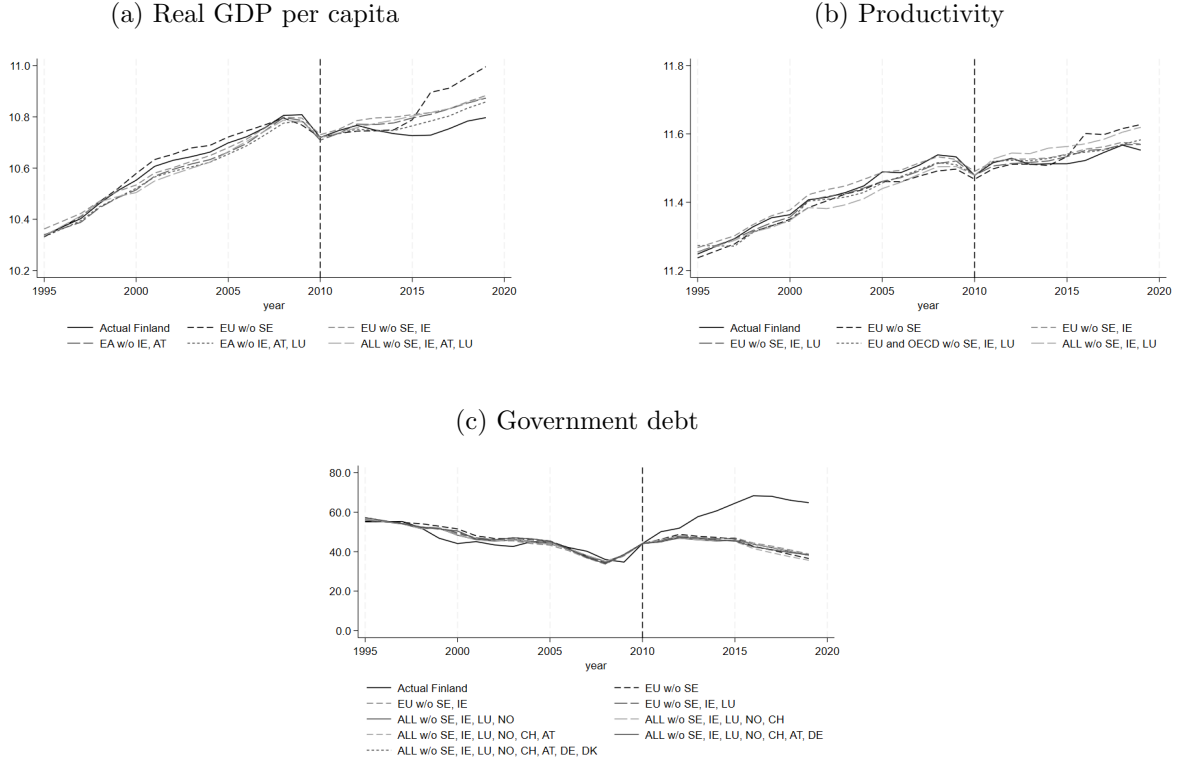 (a) Real GDP per capita
11.0
10.8
10.6
10.4
10.2
1995 2000 2005 2010 2015 2020
year
Actual Finland EU w/o SE EU w/o SE, IE
EA w/o IE, AT EA w/o IE, AT, LU ALL w/o SE, IE, AT, LU
(b) Productivity
11.8
11.6
11.4
11.2
1995 2000 2005 2010 2015 2020
year
Actual Finland EU w/o SE EU w/o SE, IE
EU w/o SE, IE, LU EU and OECD w/o SE, IE, LU ALL w/o SE, IE, LU
(c) Government debt
80.0
60.0
40.0
20.0
0.0
1995 2000 2005 2010 2015 2020
year
Actual Finland EU w/o SE
EU w/o SE, IE EU w/o SE, IE, LU
ALL w/o SE, IE, LU, NO ALL w/o SE, IE, LU, NO, CH
ALL w/o SE, IE, LU, NO, CH, AT ALL w/o SE, IE, LU, NO, CH, AT, DE
ALL w/o SE, IE, LU, NO, CH, AT, DE, DK